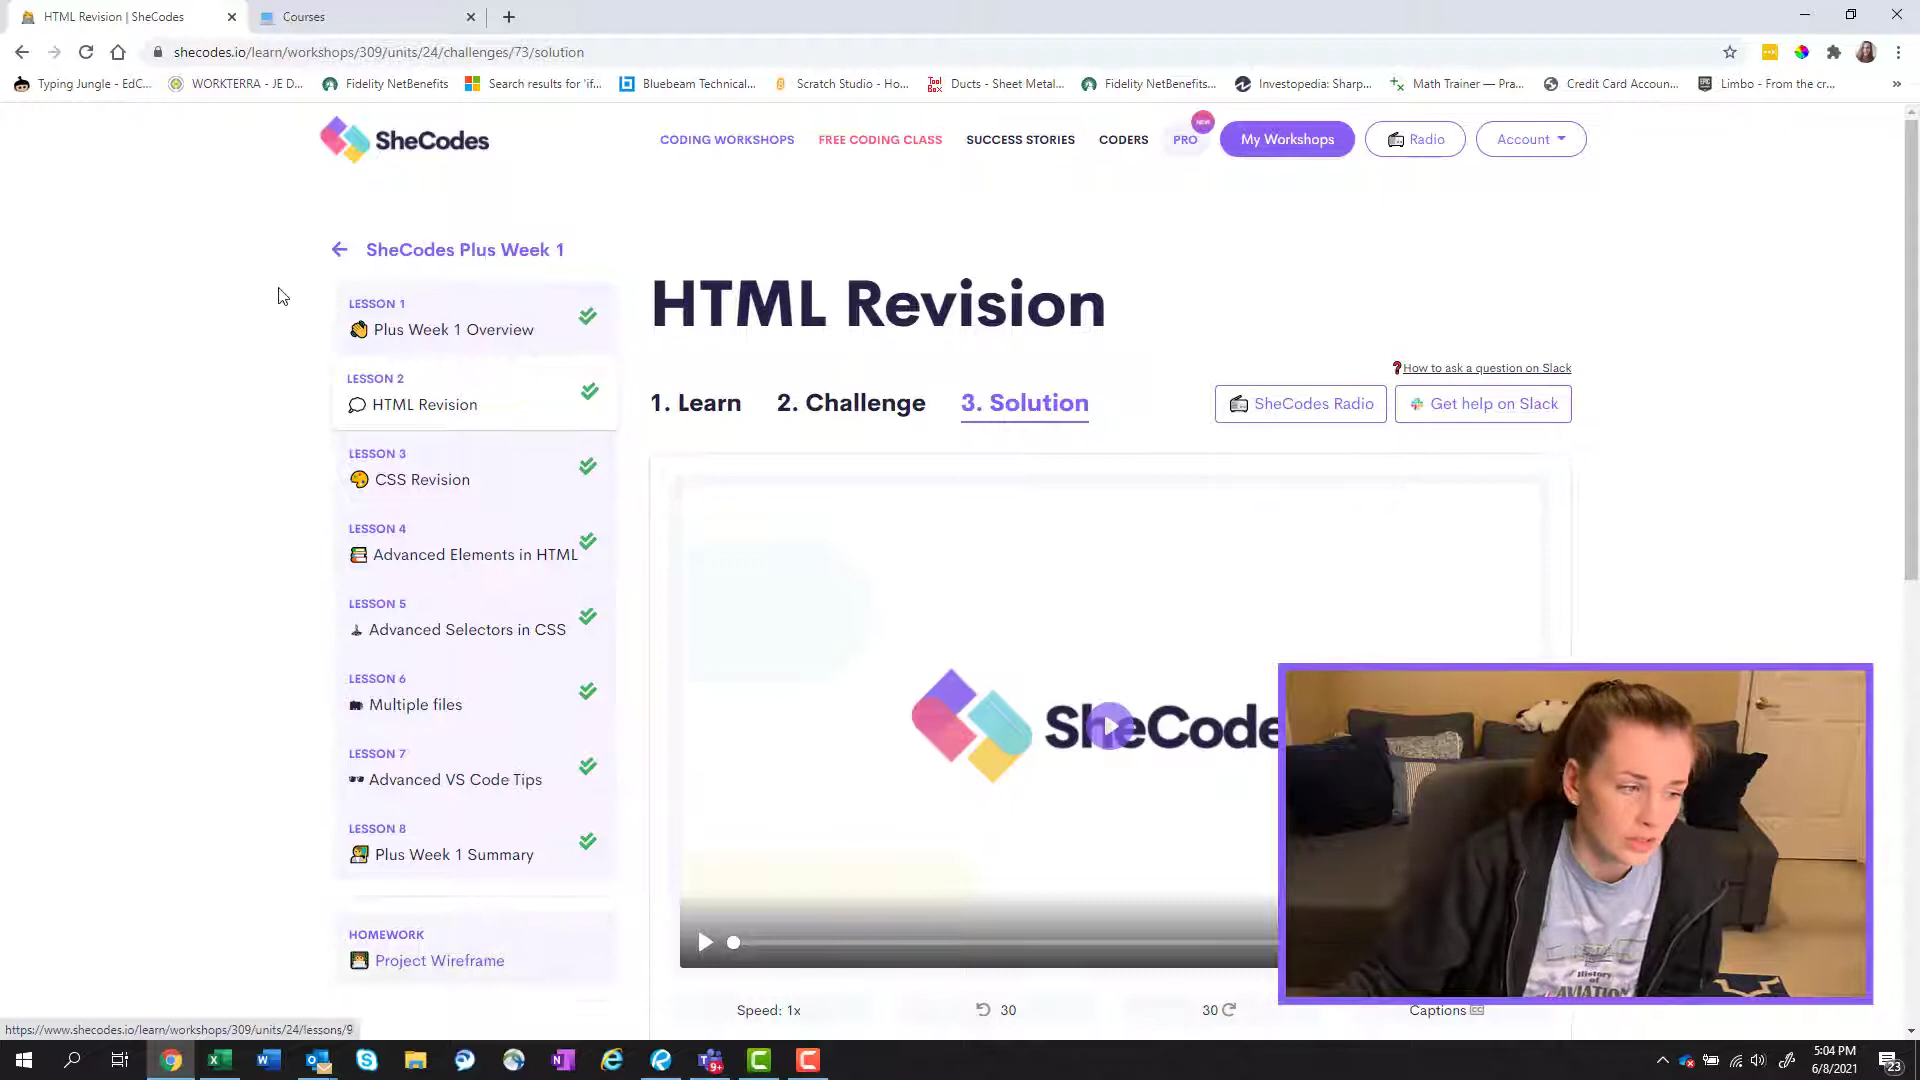 HTML Revision | SheCodes
Courses
shecodes.io/learn/workshops/309/units/24/challenges/73/solution
Typing Jungle - EdC...
WORKTERRA - JE D...
Fidelity NetBenefits
Search results for 'if...
Bluebeam Technical...
Scratch Studio - Ho...
Ducts - Sheet Metal...
Fidelity NetBenefits...
Investopedia: Sharp...
Math Trainer — Pra...
Credit Card Accoun...
Limbo - From the cr...
»
SheCodes
CODING WORKSHOPS
FREE CODING CLASS
SUCCESS STORIES
CODERS
PRO
NEW
My Workshops
Radio
Account
SheCodes Plus Week 1
LESSON 1
Plus Week 1 Overview
LESSON 2
HTML Revision
LESSON 3
CSS Revision
LESSON 4
Advanced Elements in HTML
LESSON 5
Advanced Selectors in CSS
LESSON 6
Multiple files
LESSON 7
Advanced VS Code Tips
LESSON 8
Plus Week 1 Summary
HOMEWORK
Project Wireframe
HTML Revision
❓How to ask a question on Slack
1. Learn
2. Challenge
3. Solution
SheCodes Radio
Get help on Slack
SheCode
History
of
AVIATION
Speed: 1x
30
30
Captions
https://www.shecodes.io/learn/workshops/309/units/24/lessons/9
9+
5:04 PM
6/8/2021
23